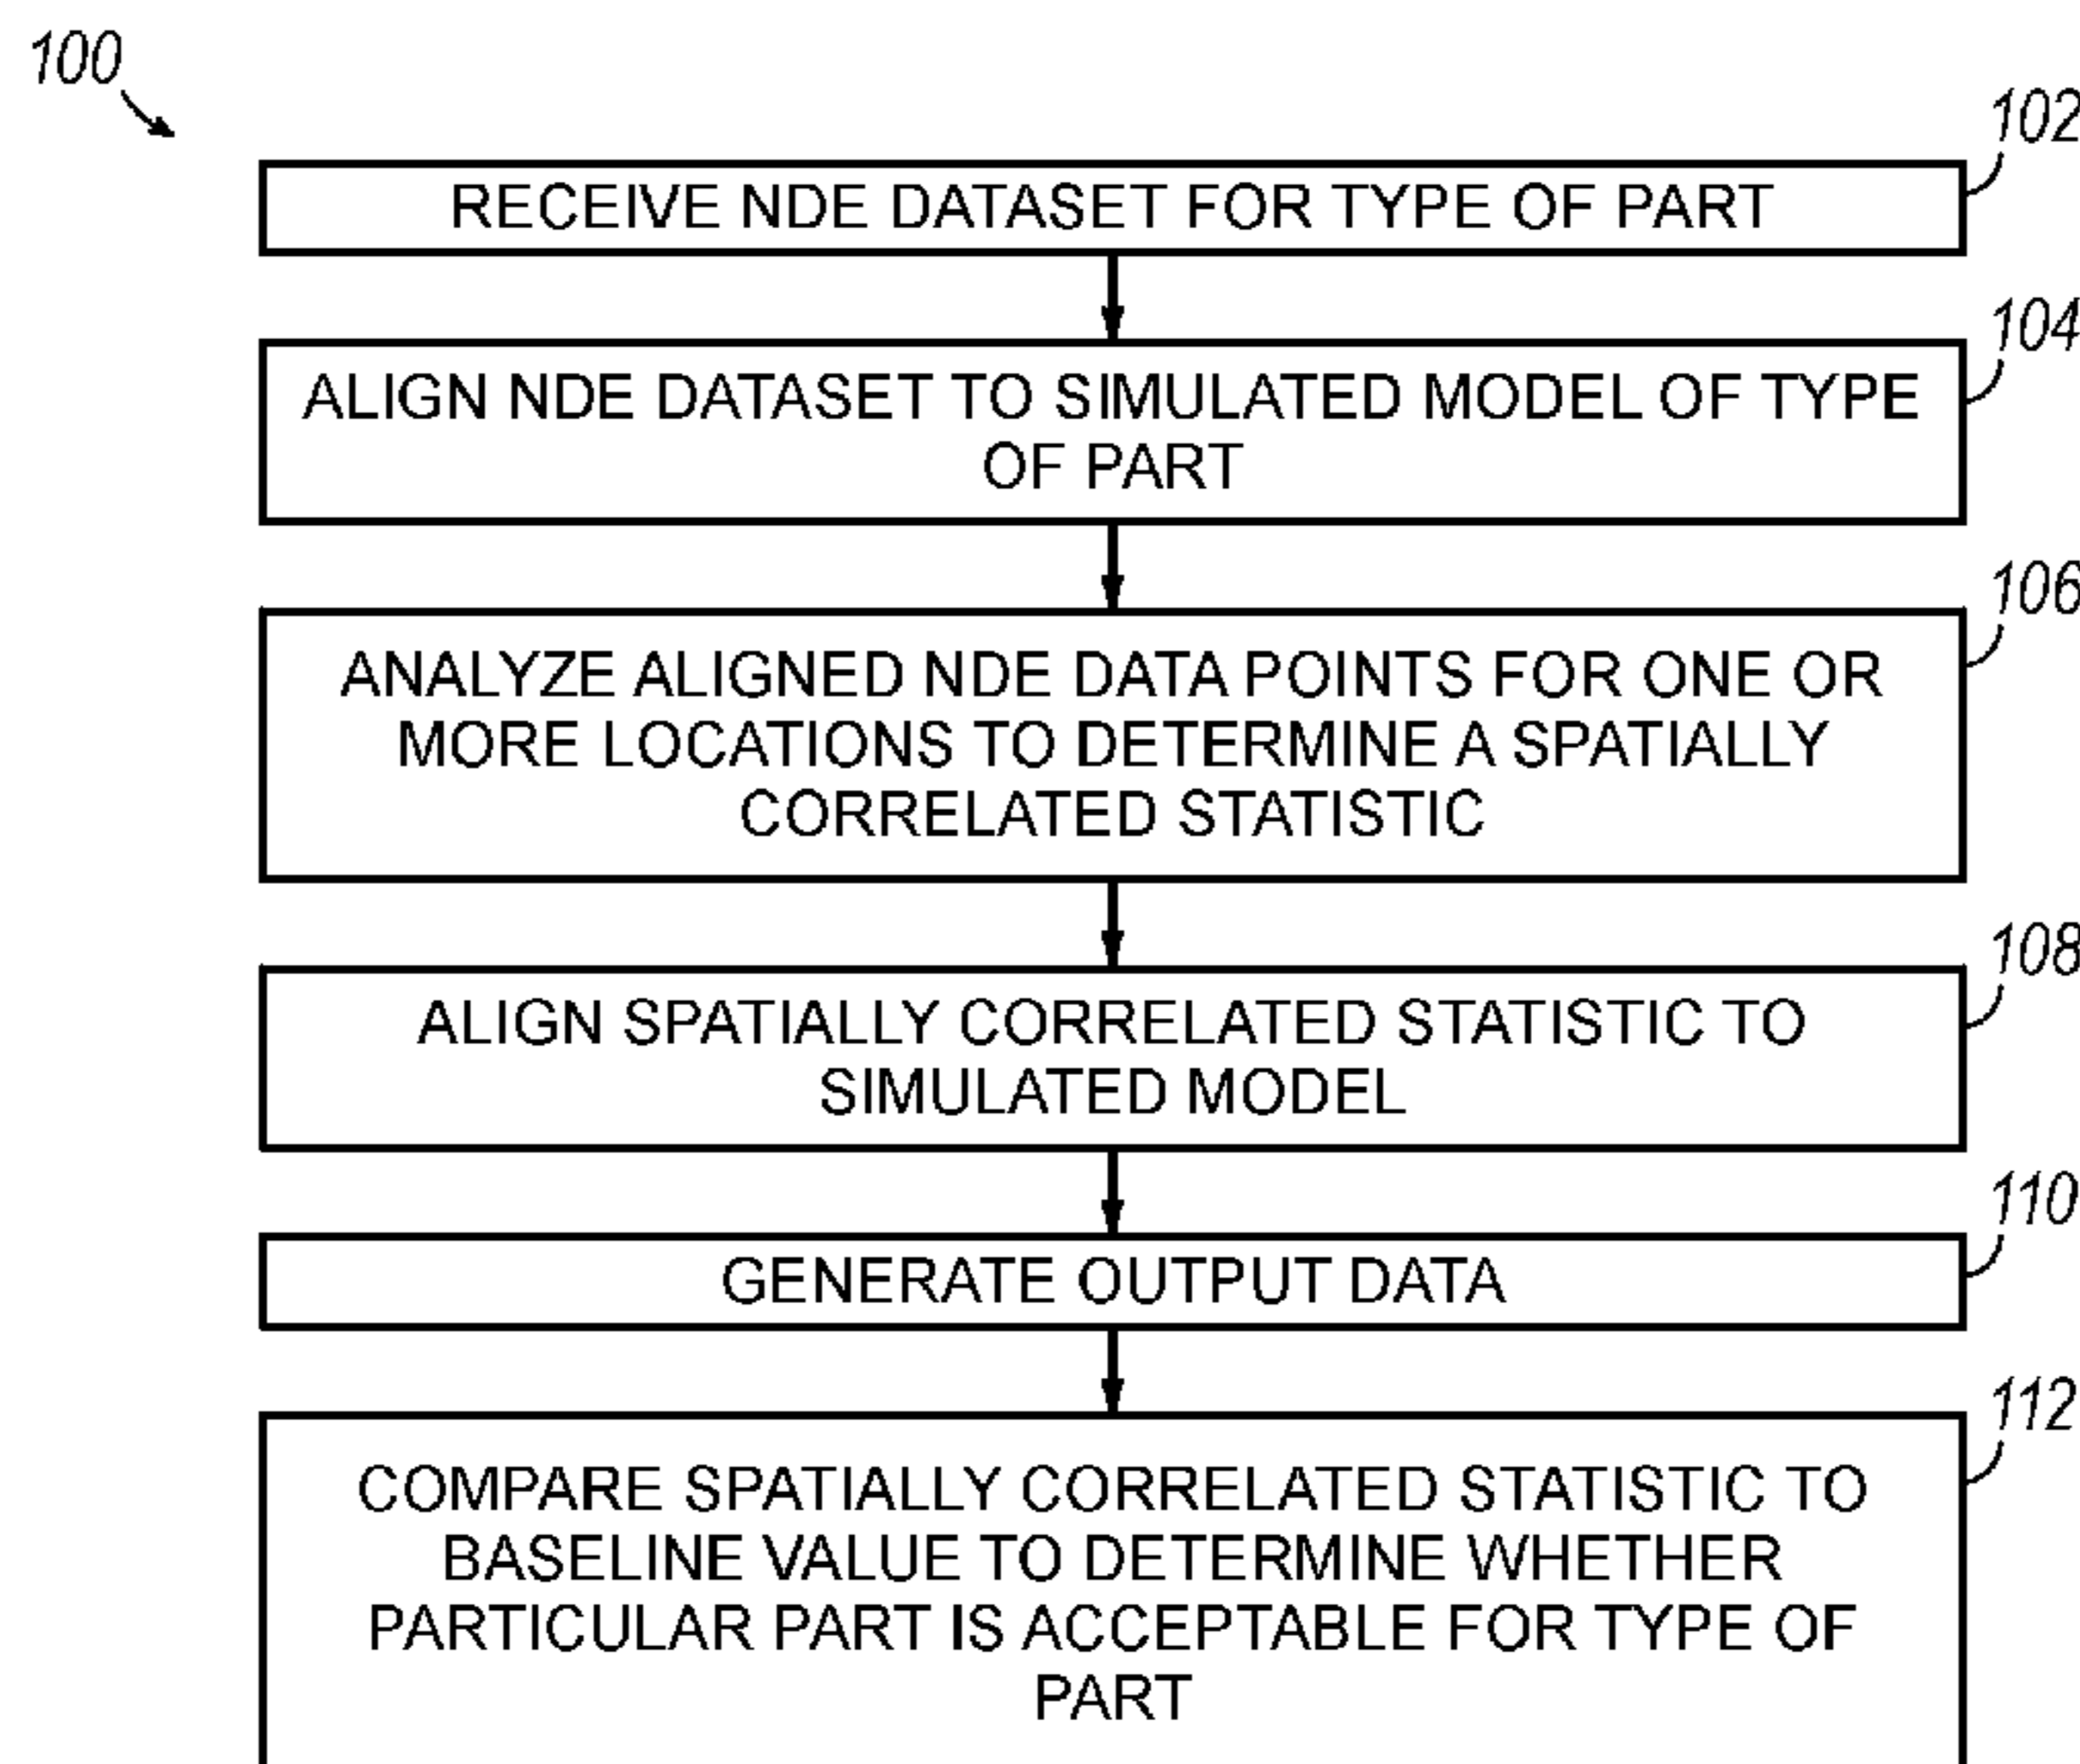 100
102
RECEIVE NDE DATASET FOR TYPE OF PART
104
ALIGN NDE DATASET TO SIMULATED MODEL OF TYPE
OF PART
106
ANALYZE ALIGNED NDE DATA POINTS FOR ONE OR
MORE LOCATIONS TO DETERMINE A SPATIALLY
CORRELATED STATISTIC
108
ALIGN SPATIALLY CORRELATED STATISTIC TO
SIMULATED MODEL
110
GENERATE OUTPUT DATA
112
COMPARE SPATIALLY CORRELATED STATISTIC TO
BASELINE VALUE TO DETERMINE WHETHER
PARTICULAR PART IS ACCEPTABLE FOR TYPE OF
PART